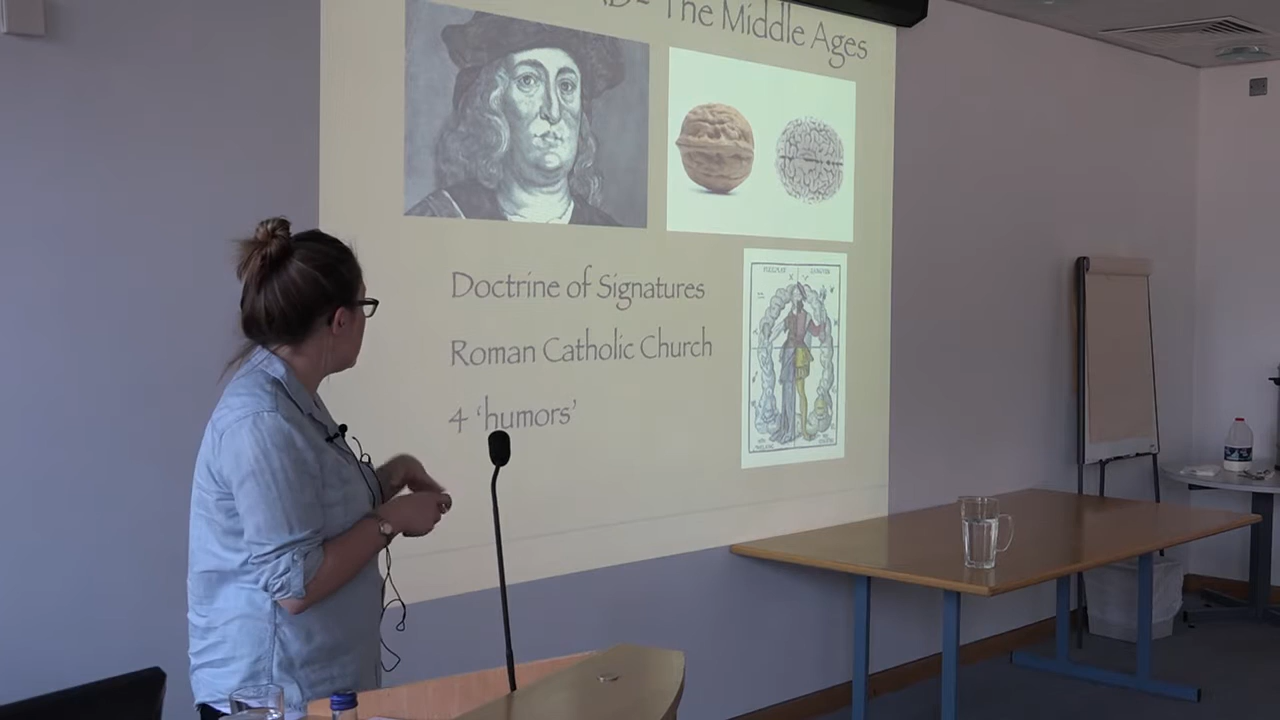 The Middle Ages
Doctrine of Signatures
Roman Catholic Church
4 ‘humors’